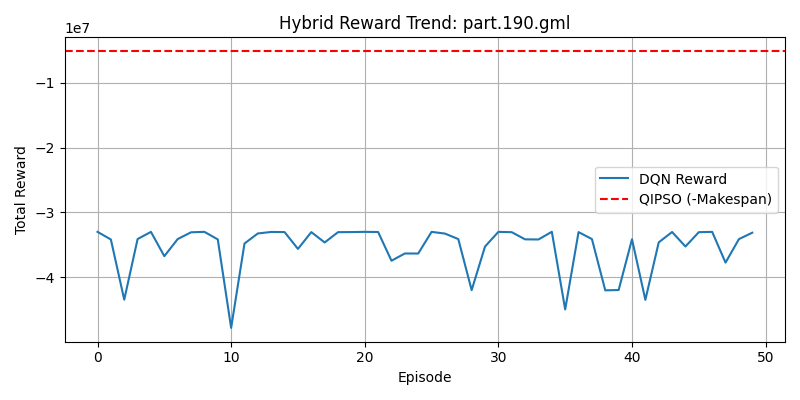 Hybrid Reward Trend: part.190.gml
1e7
−1
−2
−3
−4
Total Reward
DQN Reward
QIPSO (-Makespan)
0 10 20 30 40 50
Episode